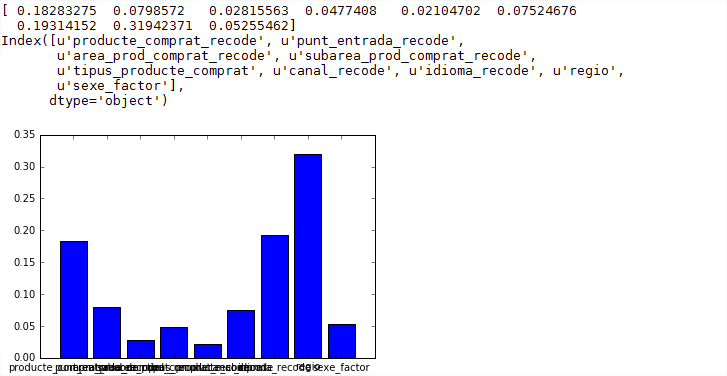 [ 0.18283275 0.0798572 0.02815563 0.0477408 0.02104702 0.07524676
0.19314152 0.31942371 0.05255462]
Index([u'producte_comprat_recode', u'punt_entrada_recode',
u'area_prod_comprat_recode', u'subarea_prod_comprat_recode',
u'tipus_producte_comprat', u'canal_recode', u'idioma_recode', u'regio',
u'sexe_factor'],
dtype='object')
0.35
0.30
0.25
0.20
0.15
0.10
0.05
0.00